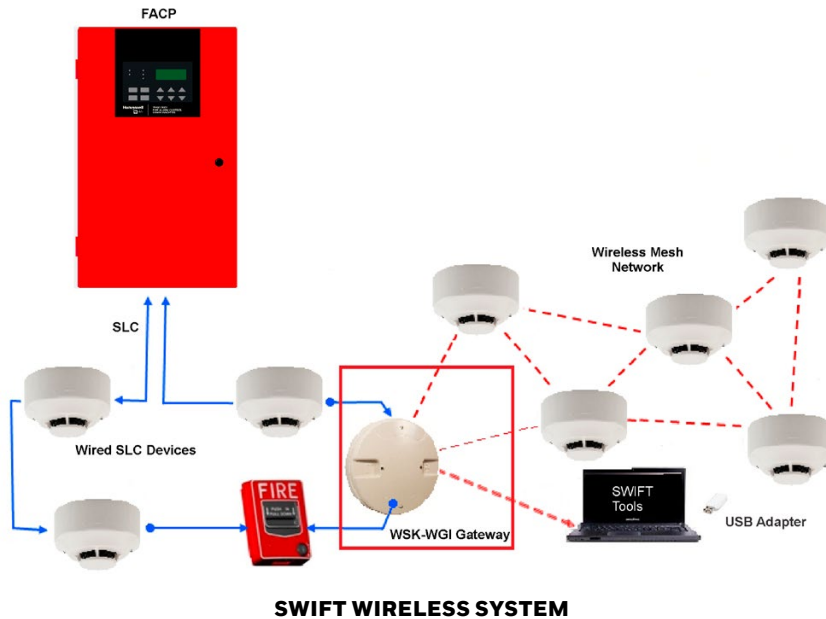 FACP
Honeywell
Wireless Mesh
Network
SLC
Wired SLC Devices
FIRE
WSK-WGI Gateway
SWIFT
Tools
USB Adapter
SWIFT WIRELESS SYSTEM